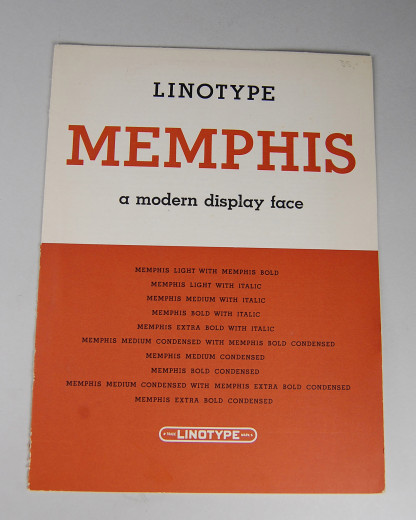 LINOTYPE
MEMPHIS
a modern display face
MEMPHIS LIGHT WITH MEMPHIS BOLD
MEMPHIS LIGHT WITH ITALIC
MEMPHIS MEDIUM WITH ITALIC
MEMPHIS BOLD WITH ITALIC
MEMPHIS EXTRA BOLD WITH ITALIC
MEMPHIS MEDIUM CONDENSED WITH MEMPHIS BOLD CONDENSED
MEMPHIS MEDIUM CONDENSED
MEMPHIS BOLD CONDENSED
MEMPHIS MEDIUM CONDENSED WITH MEMPHIS EXTRA BOLD CONDENSED
MEMPHIS EXTRA BOLD CONDENSED
TRADE LINOTYPE MARK